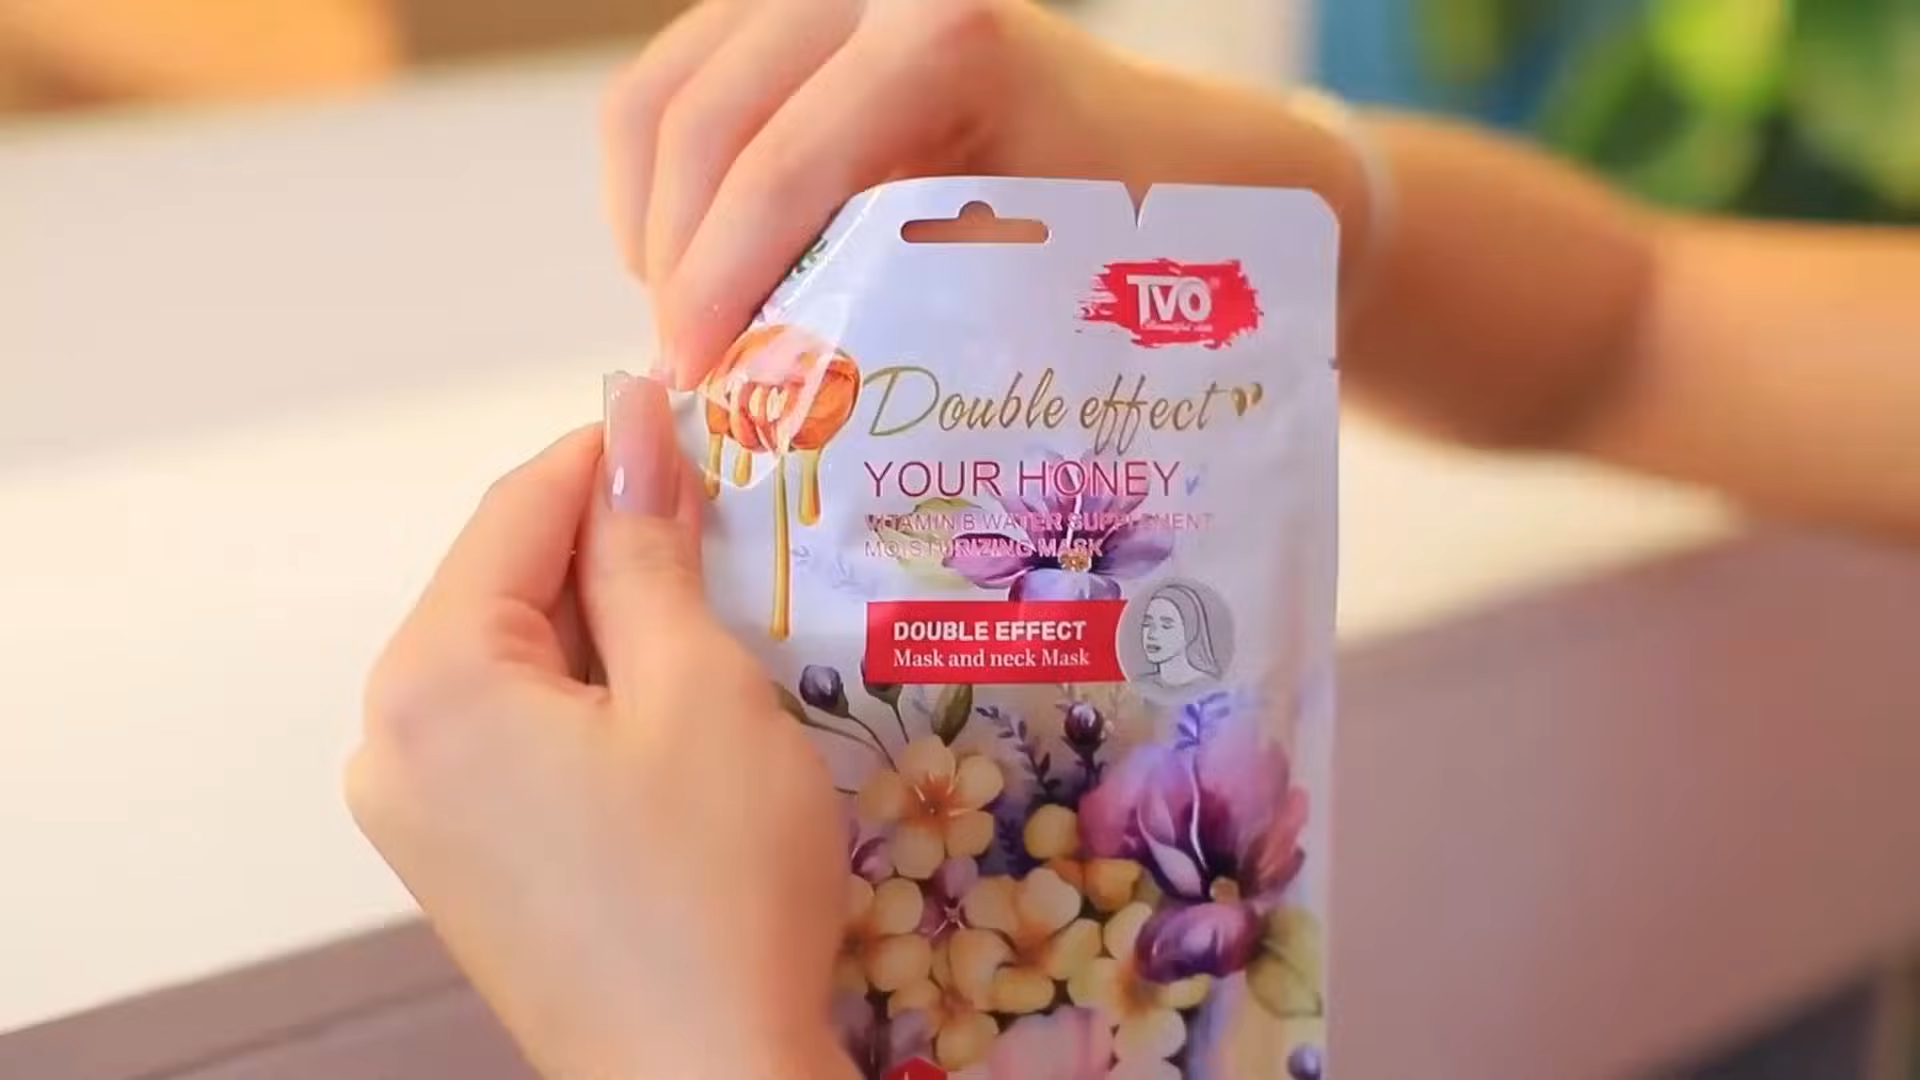 TVO
Double effect
YOUR HONEY
VITAMIN B WATER SUPPLEMENT
MOISTURIZING MASK
DOUBLE EFFECT
Mask and neck Mask